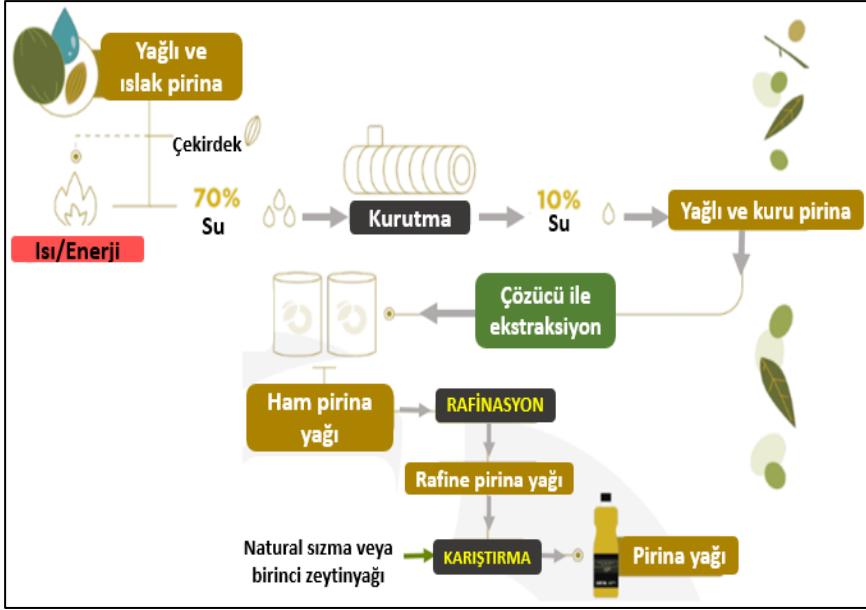 Yağlı ve
ıslak pirina
Çekirdek
Isı/Enerji
70%
Su
Kurutma
10%
Su
Yağlı ve kuru pirina
Çözücü ile
ekstraksiyon
Ham pirina
yağı
RAFİNASYON
Rafine pirina yağı
Natural sızma veya
birinci zeytinyağı
KARIŞTIRMA
Pirina yağı